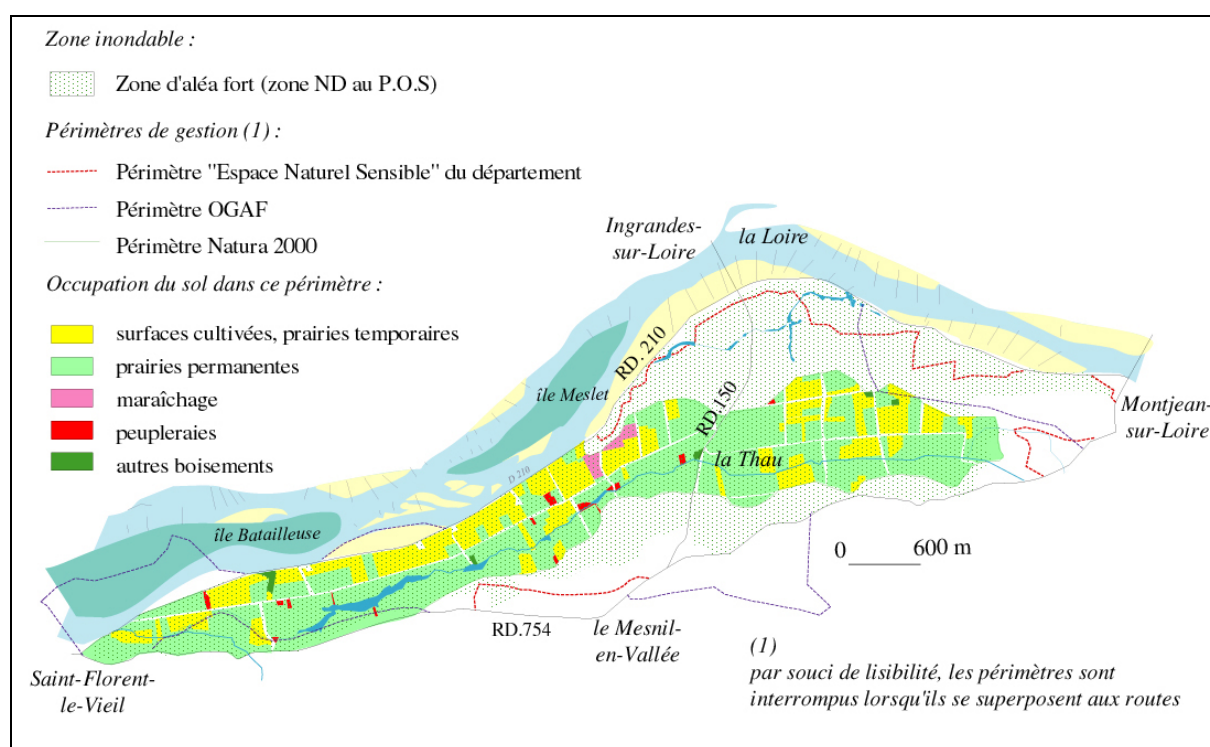 Zone inondable :
Zone d'aléa fort (zone ND au P.O.S)
Périmètres de gestion (1) :
Périmètre "Espace Naturel Sensible" du département
Périmètre OGAF
Périmètre Natura 2000
Occupation du sol dans ce périmètre :
surfaces cultivées, prairies temporaires
prairies permanentes
maraîchage
peupleraies
autres boisements
Ingrandes-
sur-Loire
la Loire
RD. 210
île Meslet
RD.150
Montjean-
sur-Loire
la Thau
D 210
île Batailleuse
0 600 m
RD.754
le Mesnil-
en-Vallée
Saint-Florent-
le-Vieil
(1)
par souci de lisibilité, les périmètres sont
interrompus lorsqu'ils se superposent aux routes